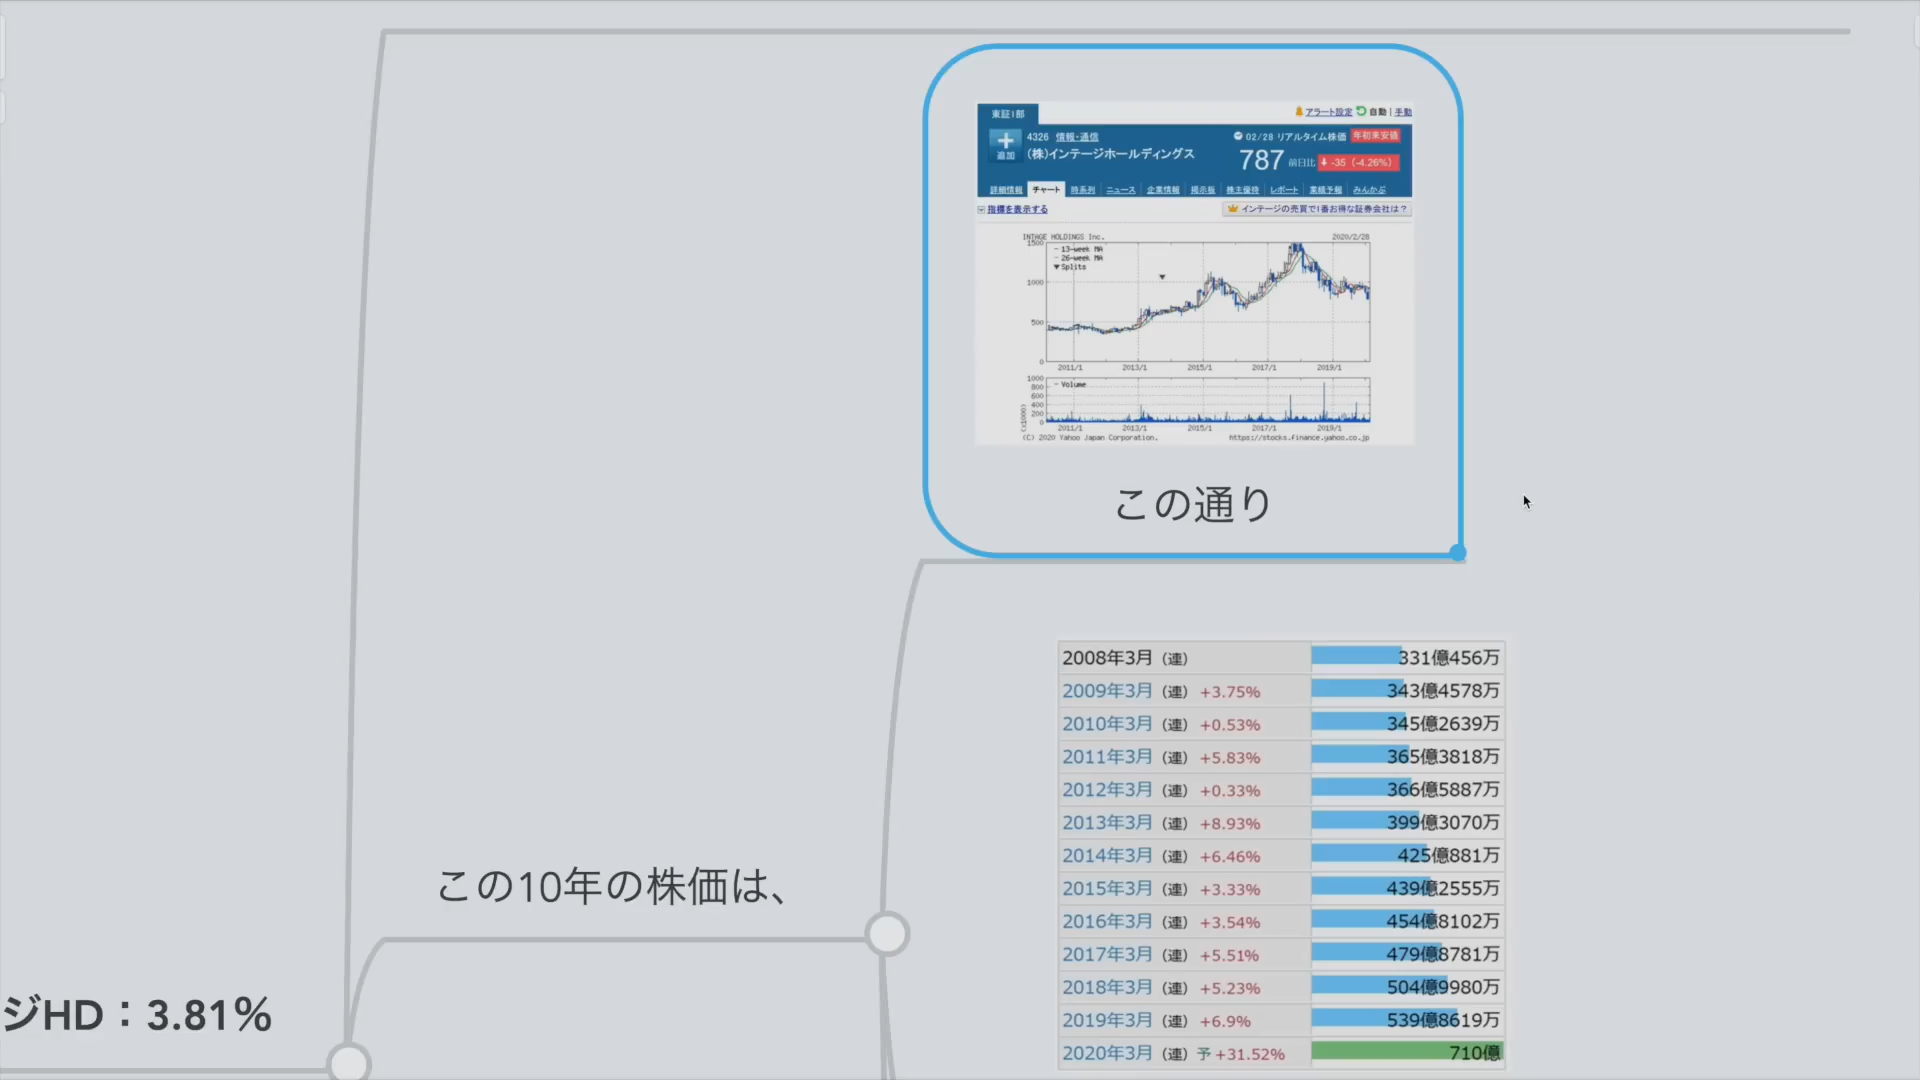 東証1部
アラート設定 自動 | 手動
4326 情報・通信
02/28 リアルタイム株価 年初来安値
追加
(株)インテージホールディングス
787 前日比 -35 (-4.26%)
詳細情報 チャート 時系列 ニュース 企業情報 掲示板 株主優待 レポート 業績予報 みんかぶ
指標を表示する
インテージの売買で1番お得な証券会社は？
INTAGE HOLDINGS Inc. 2020/2/28
1500
13-week MA
26-week MA
Splits
1000
500
0
2011/1 2013/1 2015/1 2017/1 2019/1
1000
Volume
800
600
400
200
0
(x1000)
2011/1 2013/1 2015/1 2017/1 2019/1
(C) 2020 Yahoo Japan Corporation. https://stocks.finance.yahoo.co.jp
この通り
2008年3月（連） 331億456万
2009年3月（連） +3.75% 343億4578万
2010年3月（連） +0.53% 345億2639万
2011年3月（連） +5.83% 365億3818万
2012年3月（連） +0.33% 366億5887万
2013年3月（連） +8.93% 399億3070万
2014年3月（連） +6.46% 425億881万
2015年3月（連） +3.33% 439億2555万
2016年3月（連） +3.54% 454億8102万
2017年3月（連） +5.51% 479億8781万
2018年3月（連） +5.23% 504億9980万
2019年3月（連） +6.9% 539億8619万
2020年3月（連）予 +31.52% 710億
この10年の株価は、
ジHD：3.81%